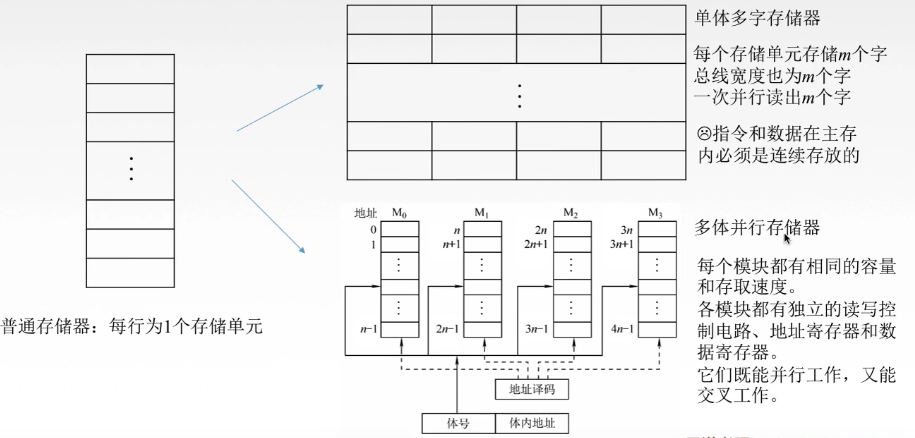 单体多字存储器
每个存储单元存储m个字
总线宽度也为m个字
一次并行读出m个字
☹指令和数据在主存
内必须是连续存放的
普通存储器：每行为1个存储单元
地址 M₀ M₁ M₂ M₃
0 n 2n 3n
1 n+1 2n+1 3n+1
n−1 2n−1 3n−1 4n−1
地址译码
体号 体内地址
多体并行存储器
每个模块都有相同的容量
和存取速度。
各模块都有独立的读写控
制电路、地址寄存器和数
据寄存器。
它们既能并行工作，又能
交叉工作。